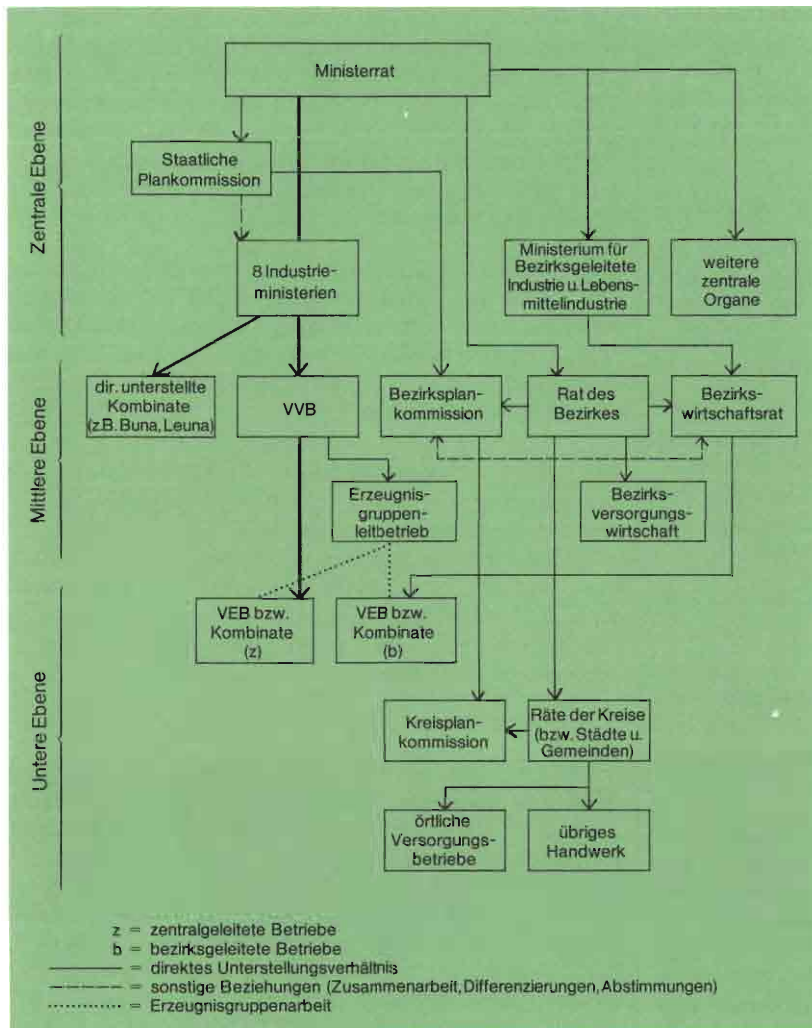 Zentrale Ebene
Ministerrat
Staatliche
Plankommission
8 Industrie-
ministerien
Ministerium für
Bezirksgeleitete
Industrie u. Lebens-
mittelindustrie
weitere
zentrale
Organe
Mittlere Ebene
dir. unterstellte
Kombinate
(z.B. Buna, Leuna)
VVB
Bezirksplan-
kommission
Rat des
Bezirkes
Bezirks-
wirtschaftsrat
Erzeugnis-
gruppen-
leitbetrieb
Bezirks-
versorgungs-
wirtschaft
Untere Ebene
VEB bzw.
Kombinate
(z)
VEB bzw.
Kombinate
(b)
Kreisplan-
kommission
Räte der Kreise
(bzw. Städte u.
Gemeinden)
örtliche
Versorgungs-
betriebe
übriges
Handwerk
z = zentralgeleitete Betriebe
b = bezirksgeleitete Betriebe
= direktes Unterstellungsverhältnis
= sonstige Beziehungen (Zusammenarbeit, Differenzierungen, Abstimmungen)
= Erzeugnisgruppenarbeit